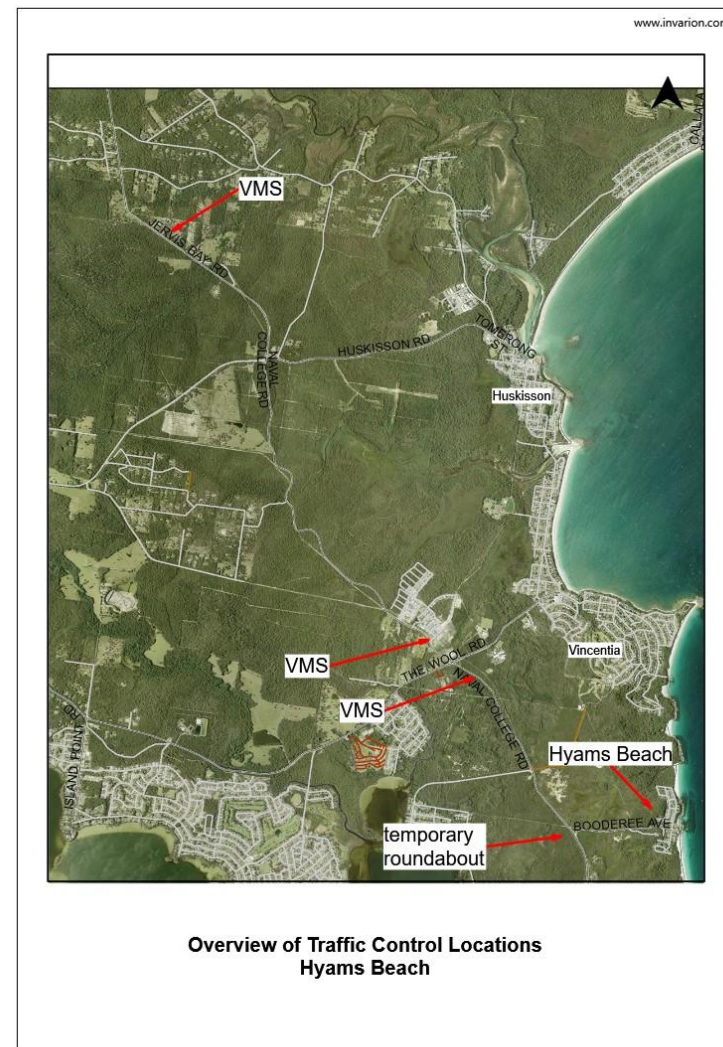 www.invarion.com
CALLALA
VMS
JERVIS BAY RD
NAVAL
COLLEGE RD
HUSKISSON RD
TOMERONG
ST
Huskisson
VMS
THE WOOL RD
Vincentia
VMS
NAVAL COLLEGE RD
ISLAND POINT RD
Hyams Beach
BOODEREE AVE
temporary
roundabout
Overview of Traffic Control Locations
Hyams Beach